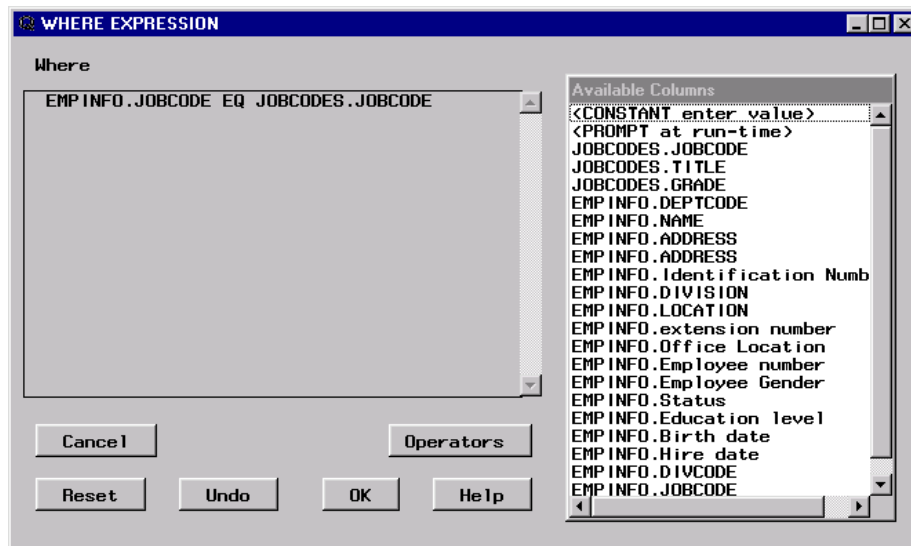 WHERE EXPRESSION
Where
EMPINFO.JOBCODE EQ JOBCODES.JOBCODE
Available Columns
<CONSTANT enter value>
<PROMPT at run-time>
JOBCODES.JOBCODE
JOBCODES.TITLE
JOBCODES.GRADE
EMPINFO.DEPTCODE
EMPINFO.NAME
EMPINFO.ADDRESS
EMPINFO.ADDRESS
EMPINFO.Identification Numb
EMPINFO.DIVISION
EMPINFO.LOCATION
EMPINFO.extension number
EMPINFO.Office Location
EMPINFO.Employee number
EMPINFO.Employee Gender
EMPINFO.Status
EMPINFO.Education level
EMPINFO.Birth date
EMPINFO.Hire date
EMPINFO.DIVCODE
EMPINFO.JOBCODE
Cancel Operators
Reset Undo OK Help